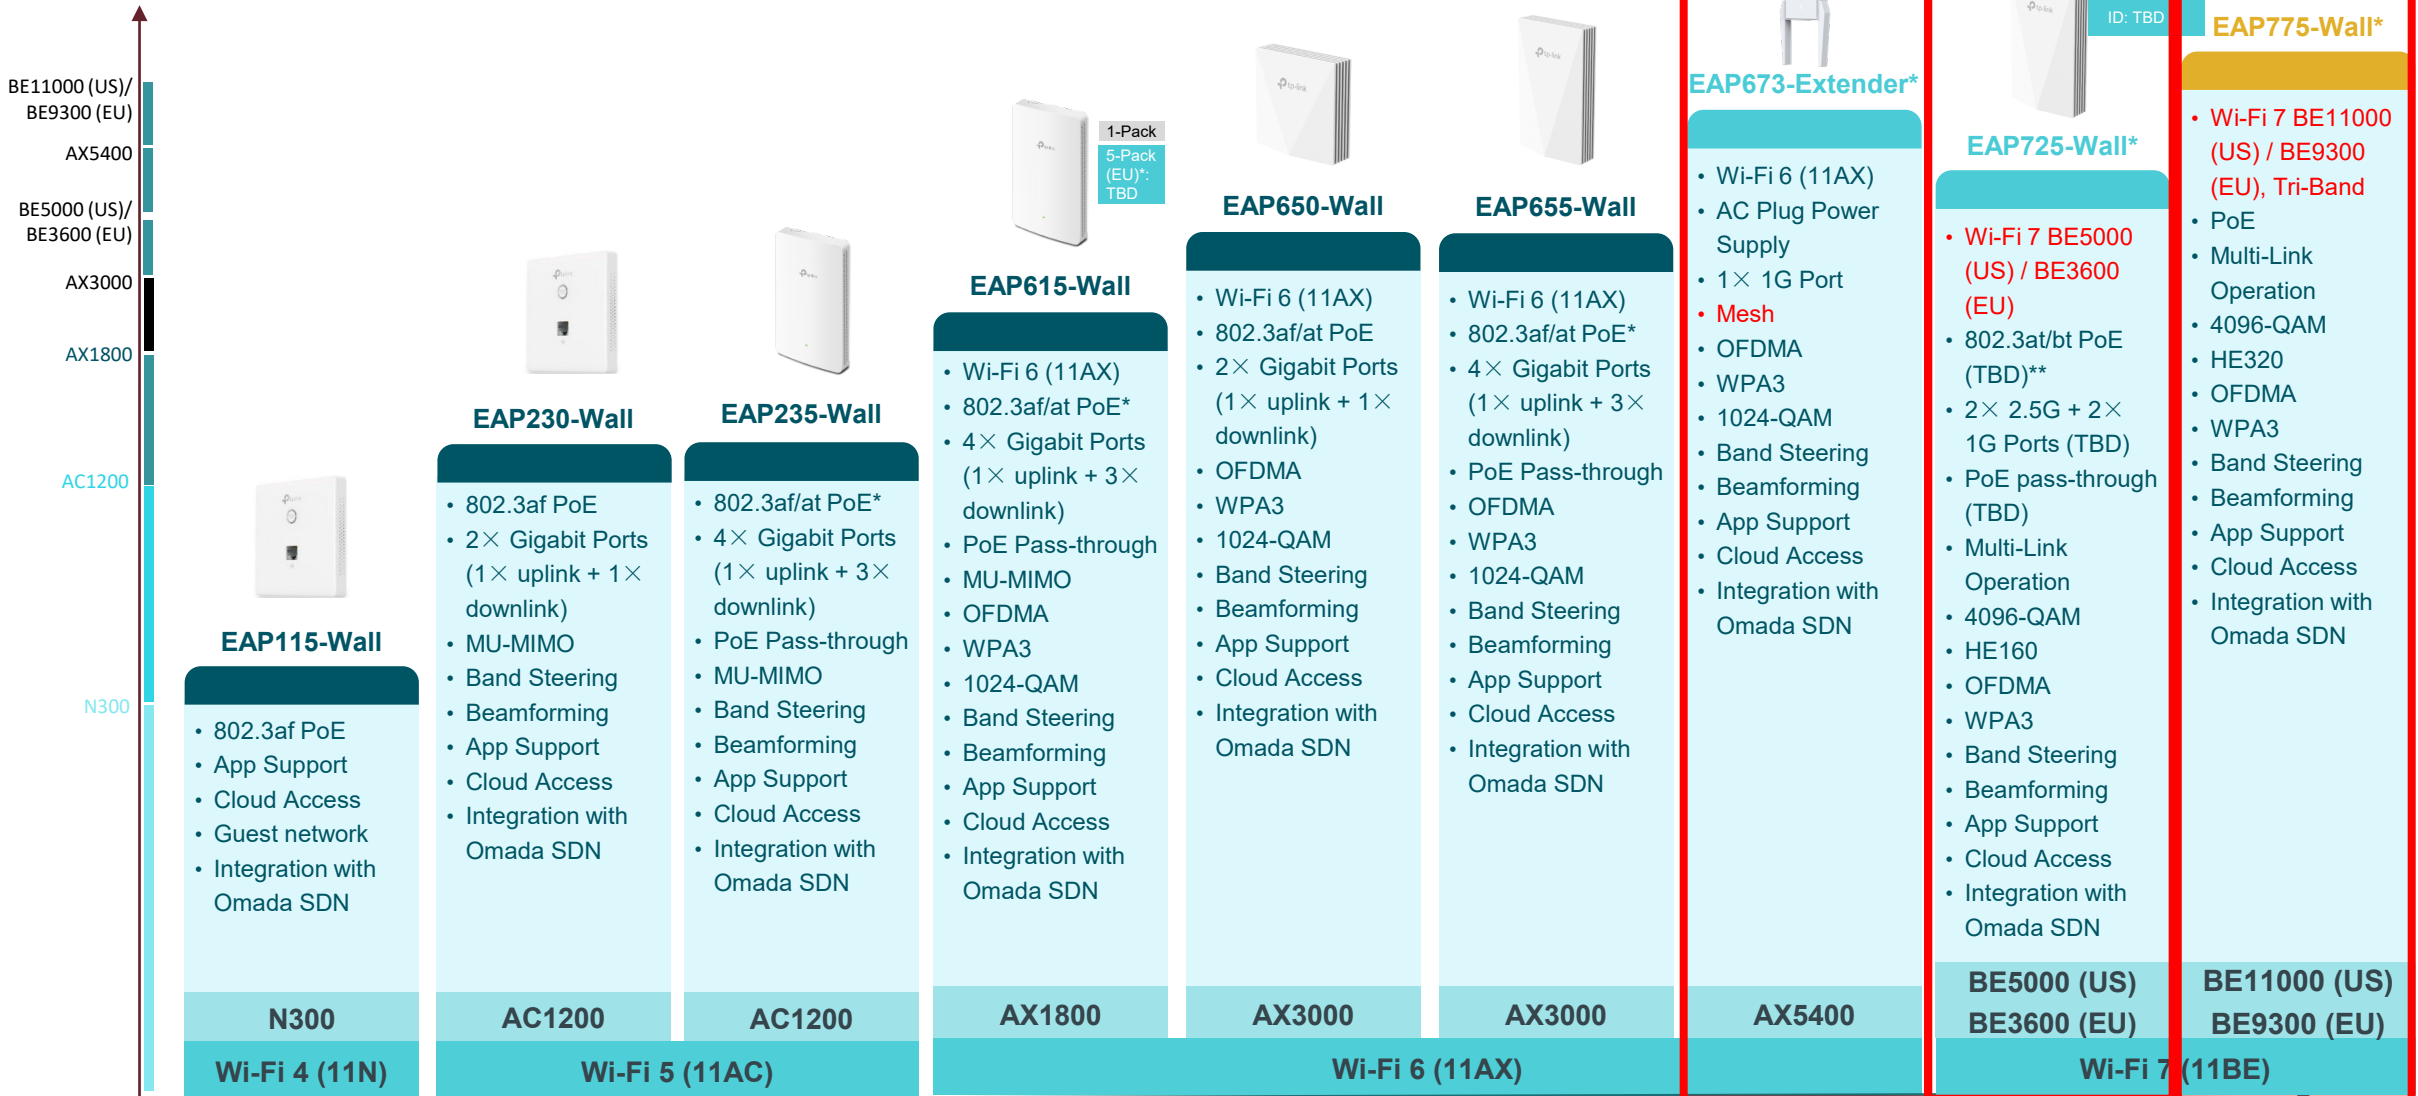 BE11000 (US)/
BE9300 (EU)
AX5400
BE5000 (US)/
BE3600 (EU)
AX3000
AX1800
AC1200
N300
EAP115-Wall
• 802.3af PoE
• App Support
• Cloud Access
• Guest network
• Integration with
Omada SDN
N300
Wi-Fi 4 (11N)
EAP230-Wall
• 802.3af PoE
• 2× Gigabit Ports
(1× uplink + 1×
downlink)
• MU-MIMO
• Band Steering
• Beamforming
• App Support
• Cloud Access
• Integration with
Omada SDN
AC1200
EAP235-Wall
• 802.3af/at PoE*
• 4× Gigabit Ports
(1× uplink + 3×
downlink)
• PoE Pass-through
• MU-MIMO
• Band Steering
• Beamforming
• App Support
• Cloud Access
• Integration with
Omada SDN
AC1200
Wi-Fi 5 (11AC)
1-Pack
5-Pack
(EU)*:
TBD
EAP615-Wall
• Wi-Fi 6 (11AX)
• 802.3af/at PoE*
• 4× Gigabit Ports
(1× uplink + 3×
downlink)
• PoE Pass-through
• MU-MIMO
• OFDMA
• WPA3
• 1024-QAM
• Band Steering
• Beamforming
• App Support
• Cloud Access
• Integration with
Omada SDN
AX1800
tp-link
EAP650-Wall
• Wi-Fi 6 (11AX)
• 802.3af/at PoE
• 2× Gigabit Ports
(1× uplink + 1×
downlink)
• OFDMA
• WPA3
• 1024-QAM
• Band Steering
• Beamforming
• App Support
• Cloud Access
• Integration with
Omada SDN
AX3000
tp-link
EAP655-Wall
• Wi-Fi 6 (11AX)
• 802.3af/at PoE*
• 4× Gigabit Ports
(1× uplink + 3×
downlink)
• PoE Pass-through
• OFDMA
• WPA3
• 1024-QAM
• Band Steering
• Beamforming
• App Support
• Cloud Access
• Integration with
Omada SDN
AX3000
EAP673-Extender*
• Wi-Fi 6 (11AX)
• AC Plug Power
Supply
• 1× 1G Port
• Mesh
• OFDMA
• WPA3
• 1024-QAM
• Band Steering
• Beamforming
• App Support
• Cloud Access
• Integration with
Omada SDN
AX5400
Wi-Fi 6 (11AX)
tp-link
ID: TBD
EAP725-Wall*
• Wi-Fi 7 BE5000
(US) / BE3600
(EU)
• 802.3at/bt PoE
(TBD)**
• 2× 2.5G + 2×
1G Ports (TBD)
• PoE pass-through
(TBD)
• Multi-Link
Operation
• 4096-QAM
• HE160
• OFDMA
• WPA3
• Band Steering
• Beamforming
• App Support
• Cloud Access
• Integration with
Omada SDN
BE5000 (US)
BE3600 (EU)
EAP775-Wall*
• Wi-Fi 7 BE11000
(US) / BE9300
(EU), Tri-Band
• PoE
• Multi-Link
Operation
• 4096-QAM
• HE320
• OFDMA
• WPA3
• Band Steering
• Beamforming
• App Support
• Cloud Access
• Integration with
Omada SDN
BE11000 (US)
BE9300 (EU)
Wi-Fi 7 (11BE)